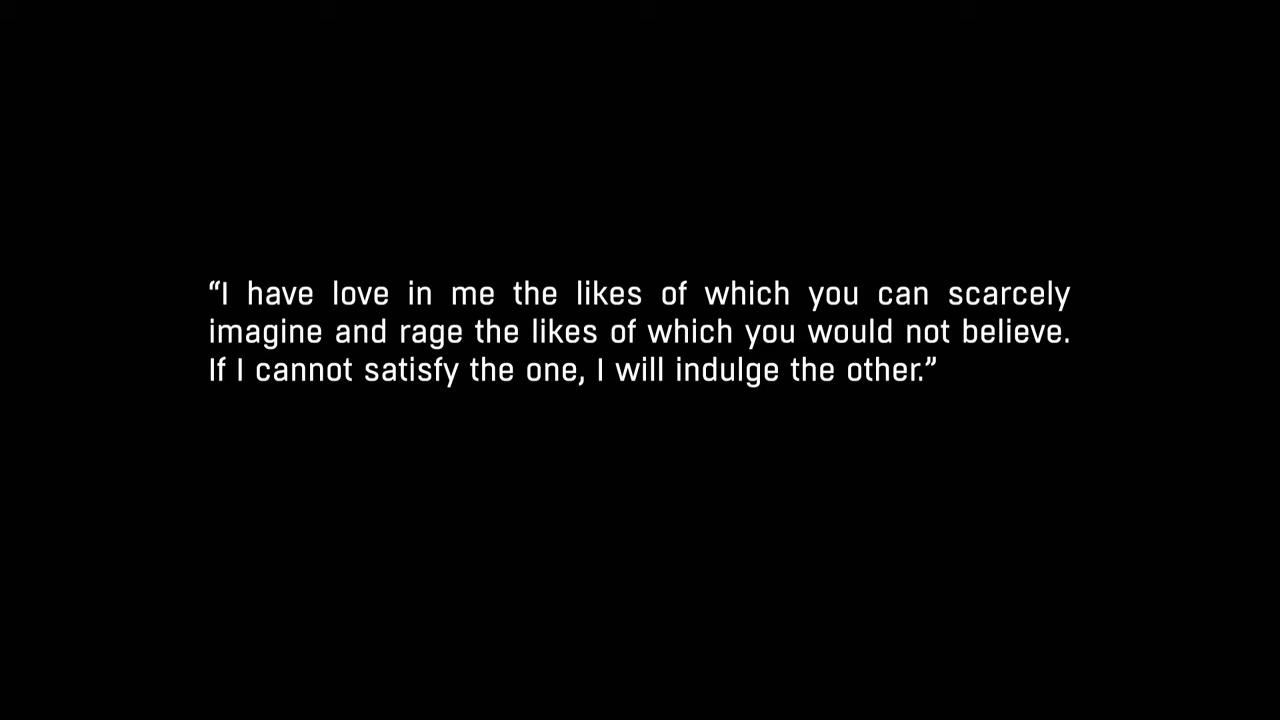 “I have love in me the likes of which you can scarcely
imagine and rage the likes of which you would not believe.
If I cannot satisfy the one, I will indulge the other.”